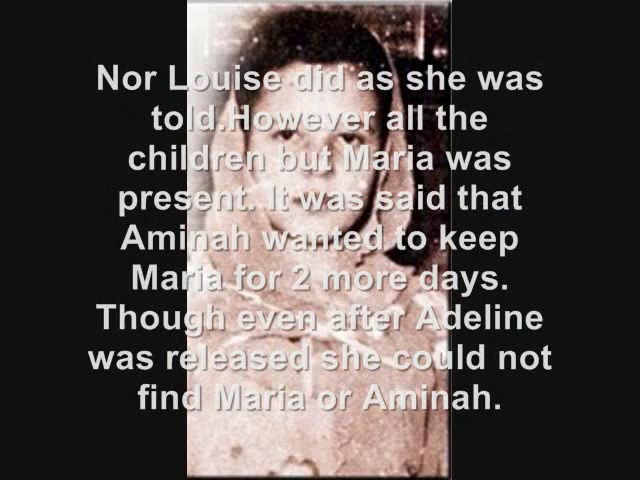 Nor Louise did as she was
told.However all the
children but Maria was
present. It was said that
Aminah wanted to keep
Maria for 2 more days.
Though even after Adeline
was released she could not
find Maria or Aminah.